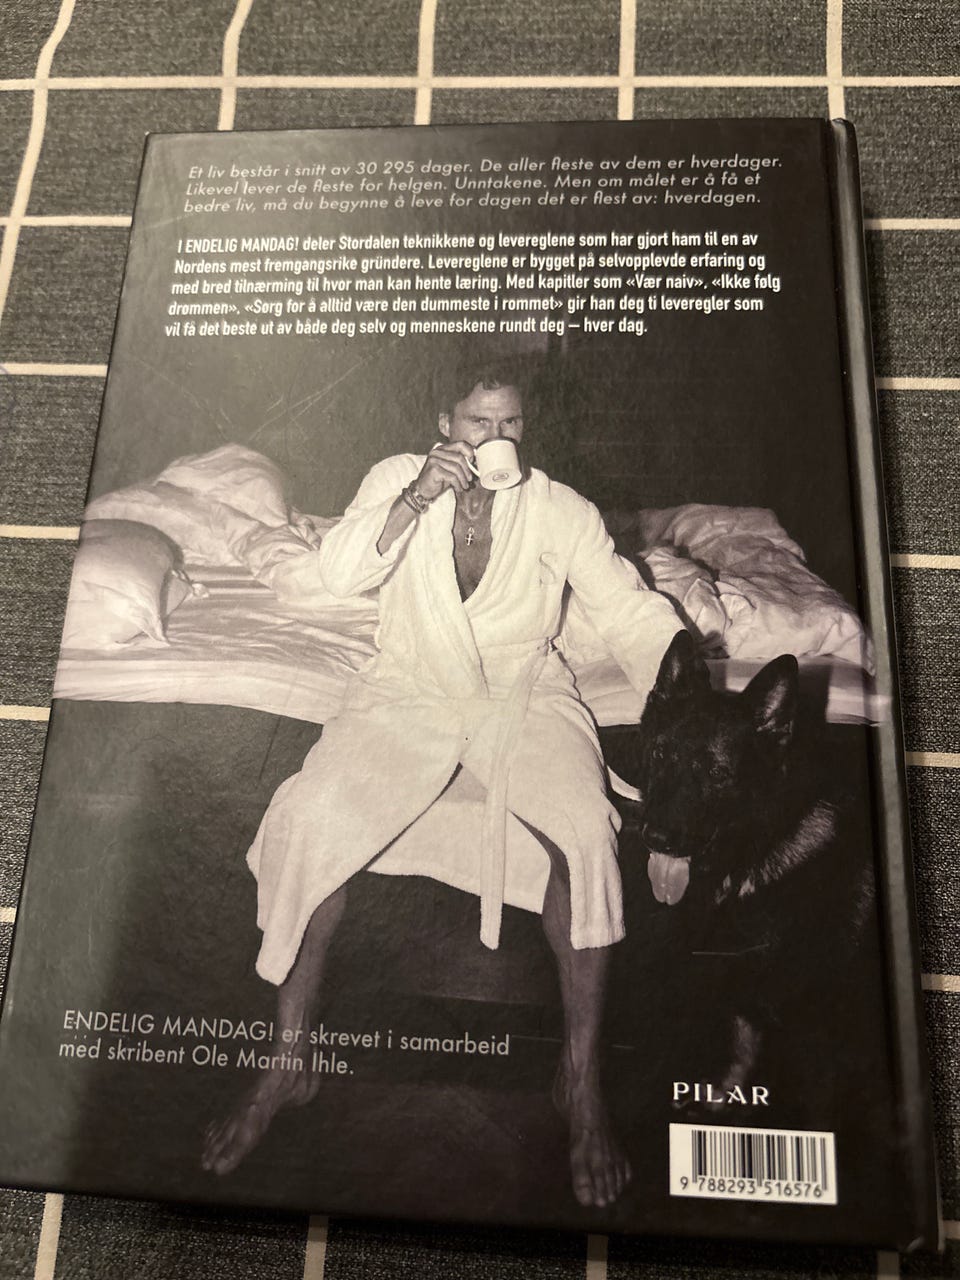 Et liv består i snitt av 30 295 dager. De aller fleste av dem er hverdager.
Likevel lever de fleste for helgen. Unntakene. Men om målet er å få et
bedre liv, må du begynne å leve for dagen det er flest av: hverdagen.
I ENDELIG MANDAG! deler Stordalen teknikkene og levereglene som har gjort ham til en av
Nordens mest fremgangsrike gründere. Levereglene er bygget på selvopplevde erfaring og
med bred tilnærming til hvor man kan hente læring. Med kapitler som «Vær naiv», «Ikke følg
drømmen», «Sørg for å alltid være den dummeste i rommet» gir han deg ti leveregler som
vil få det beste ut av både deg selv og menneskene rundt deg – hver dag.
S
ENDELIG MANDAG! er skrevet i samarbeid
med skribent Ole Martin Ihle.
PILAR
9 788293 516576